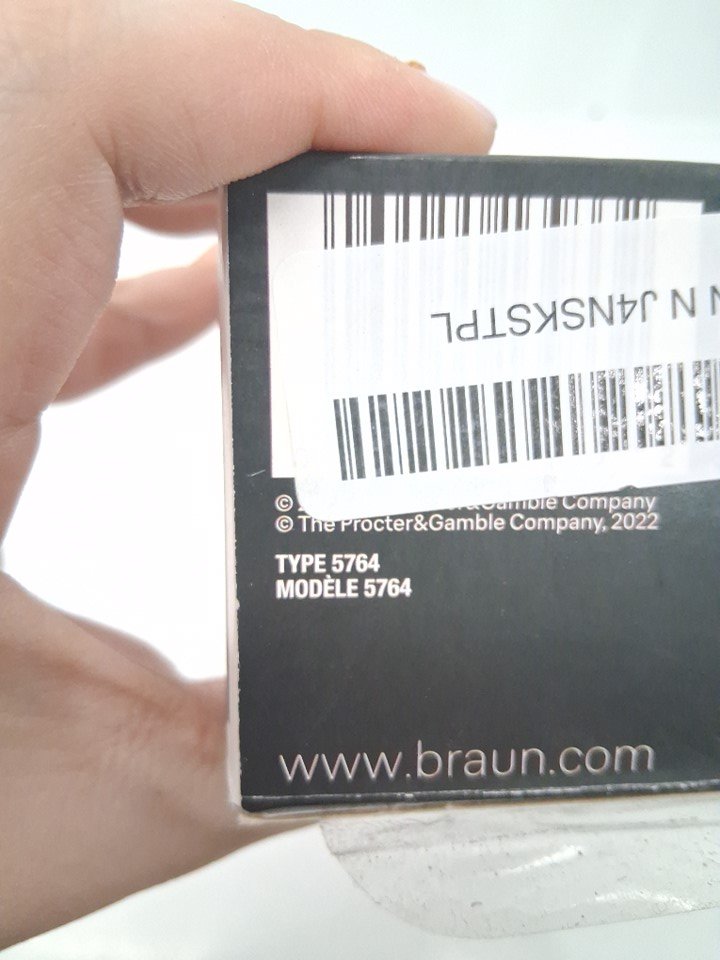 N N J4NSKSTPL
© Gamble Company
© The Procter&Gamble Company, 2022
TYPE 5764
MODÈLE 5764
www.braun.com